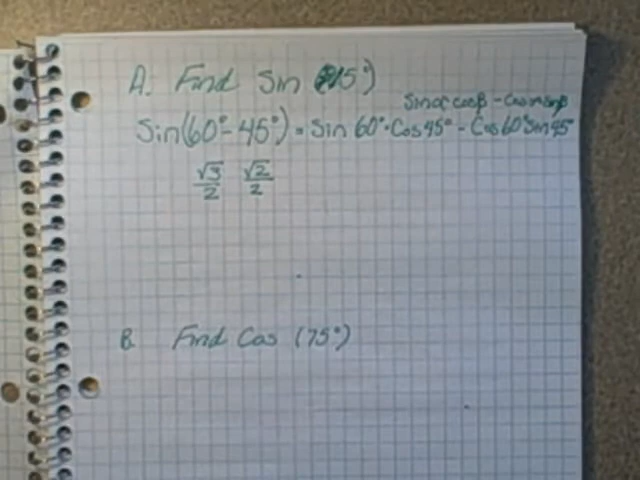 A. Find Sin (15°)
Sinα cosβ - Cosα sinβ
Sin(60° - 45°) = Sin 60° · Cos 45° - Cos 60° Sin 45°
√3/2 √2/2
B. Find Cos (75°)